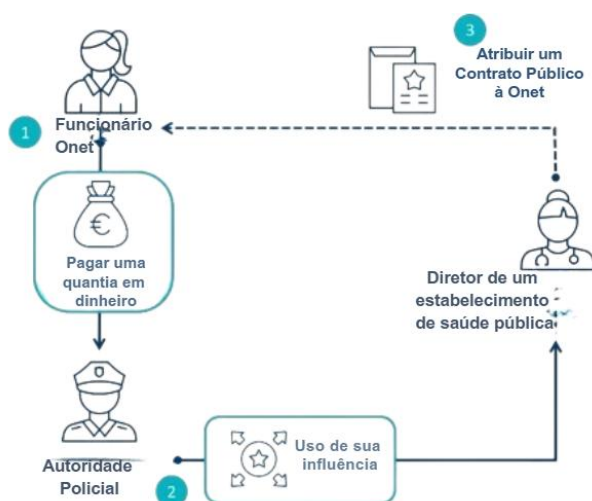 3
Atribuir um
Contrato Público
à Onet
1
Funcionário
Onet
€
Pagar uma
quantia em
dinheiro
Diretor de um
estabelecimento
de saúde pública
Autoridade
Policial
2
Uso de sua
influência